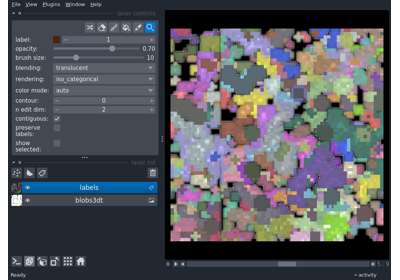 File View Plugins Window Help
layer controls
label: 1
opacity: 0.70
brush size: 10
blending: translucent
rendering: iso_categorical
color mode: auto
contour: 0
n edit dim: 2
contiguous:
preserve
labels:
show
selected:
layer list
labels
blobs3dt
Ready
activity